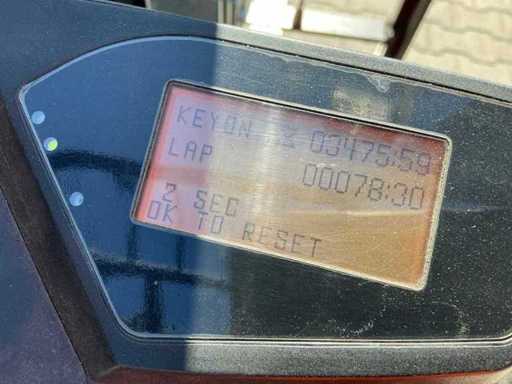 KEYON ⧖ 03475:59
LAP 00078:30
2 SEC
OK TO RESET